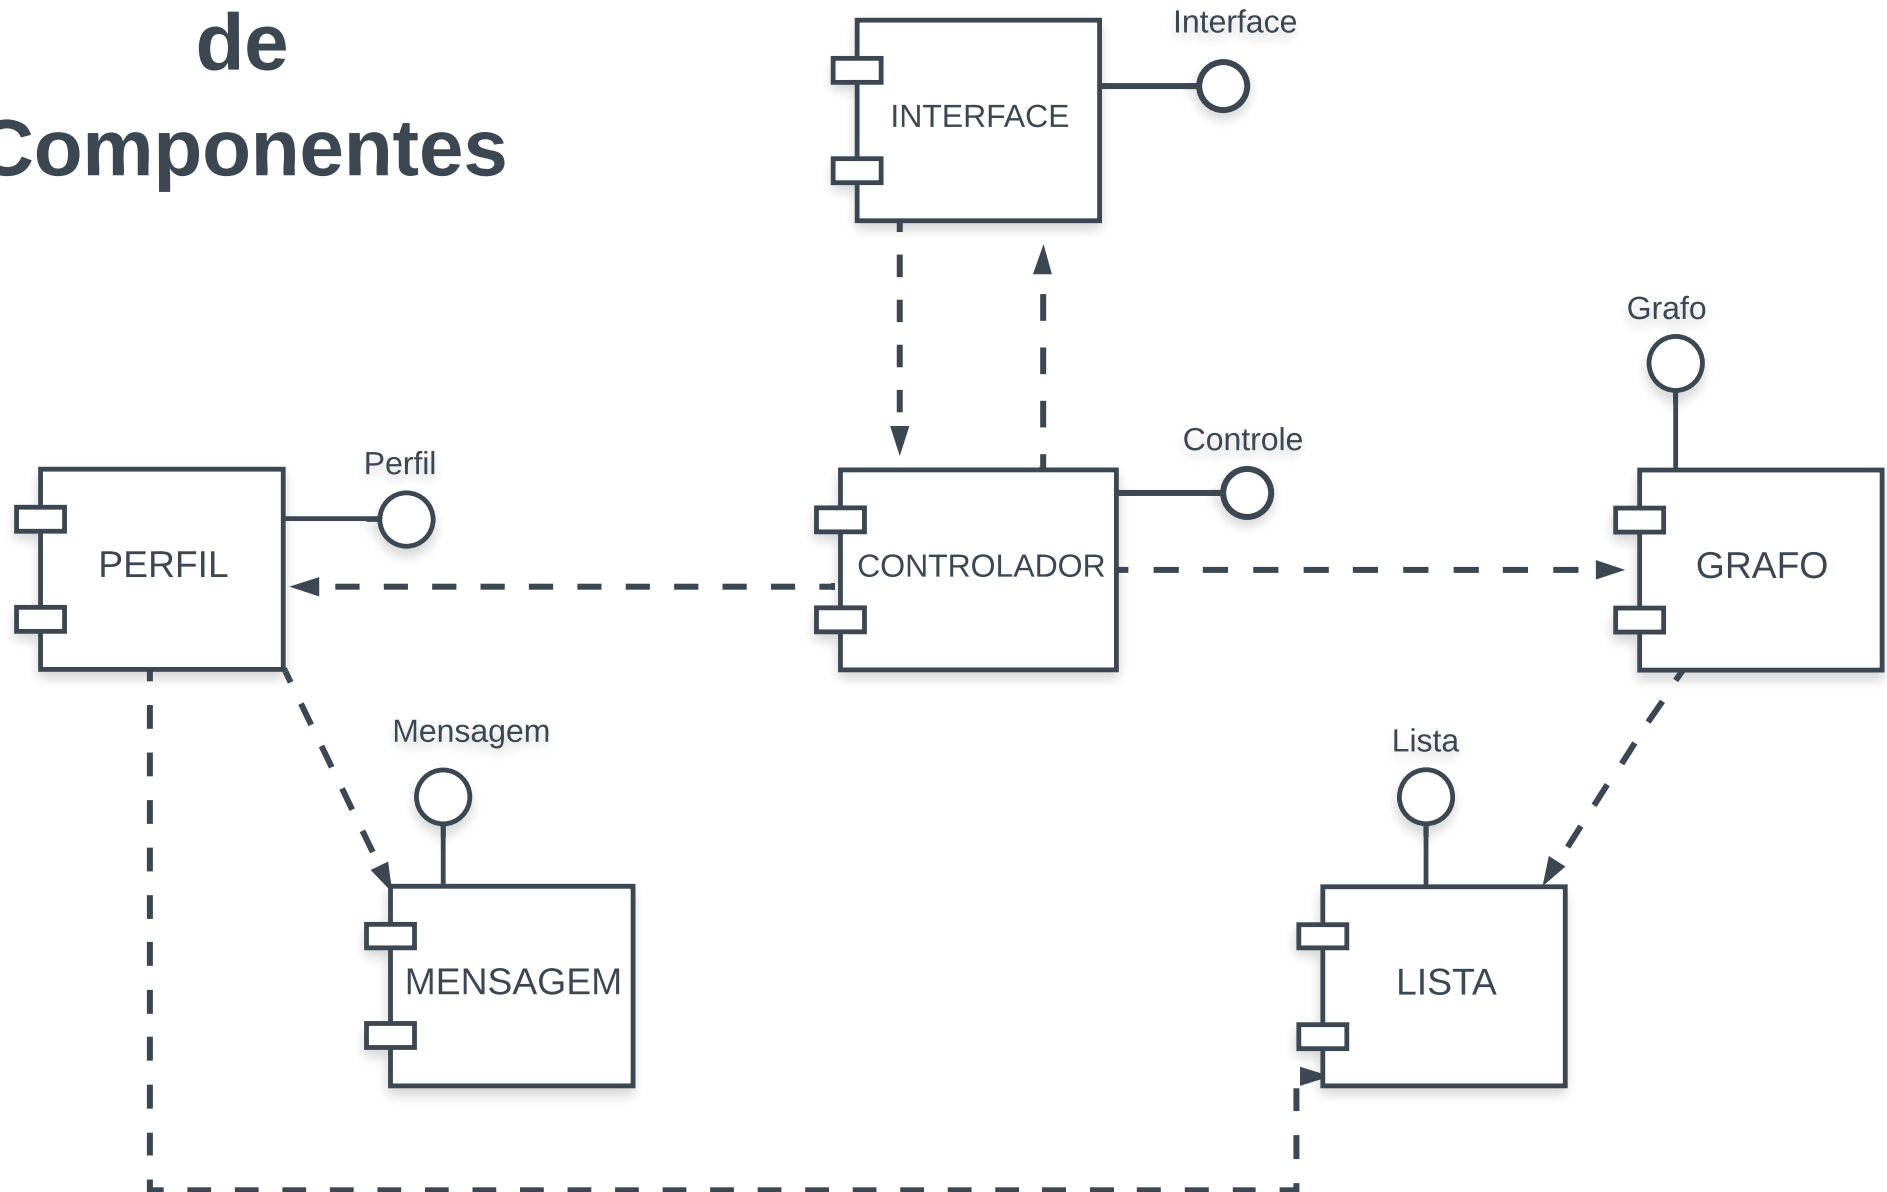 de
Componentes
Interface
INTERFACE
Grafo
Controle
Perfil
PERFIL
CONTROLADOR
GRAFO
Mensagem
Lista
MENSAGEM
LISTA